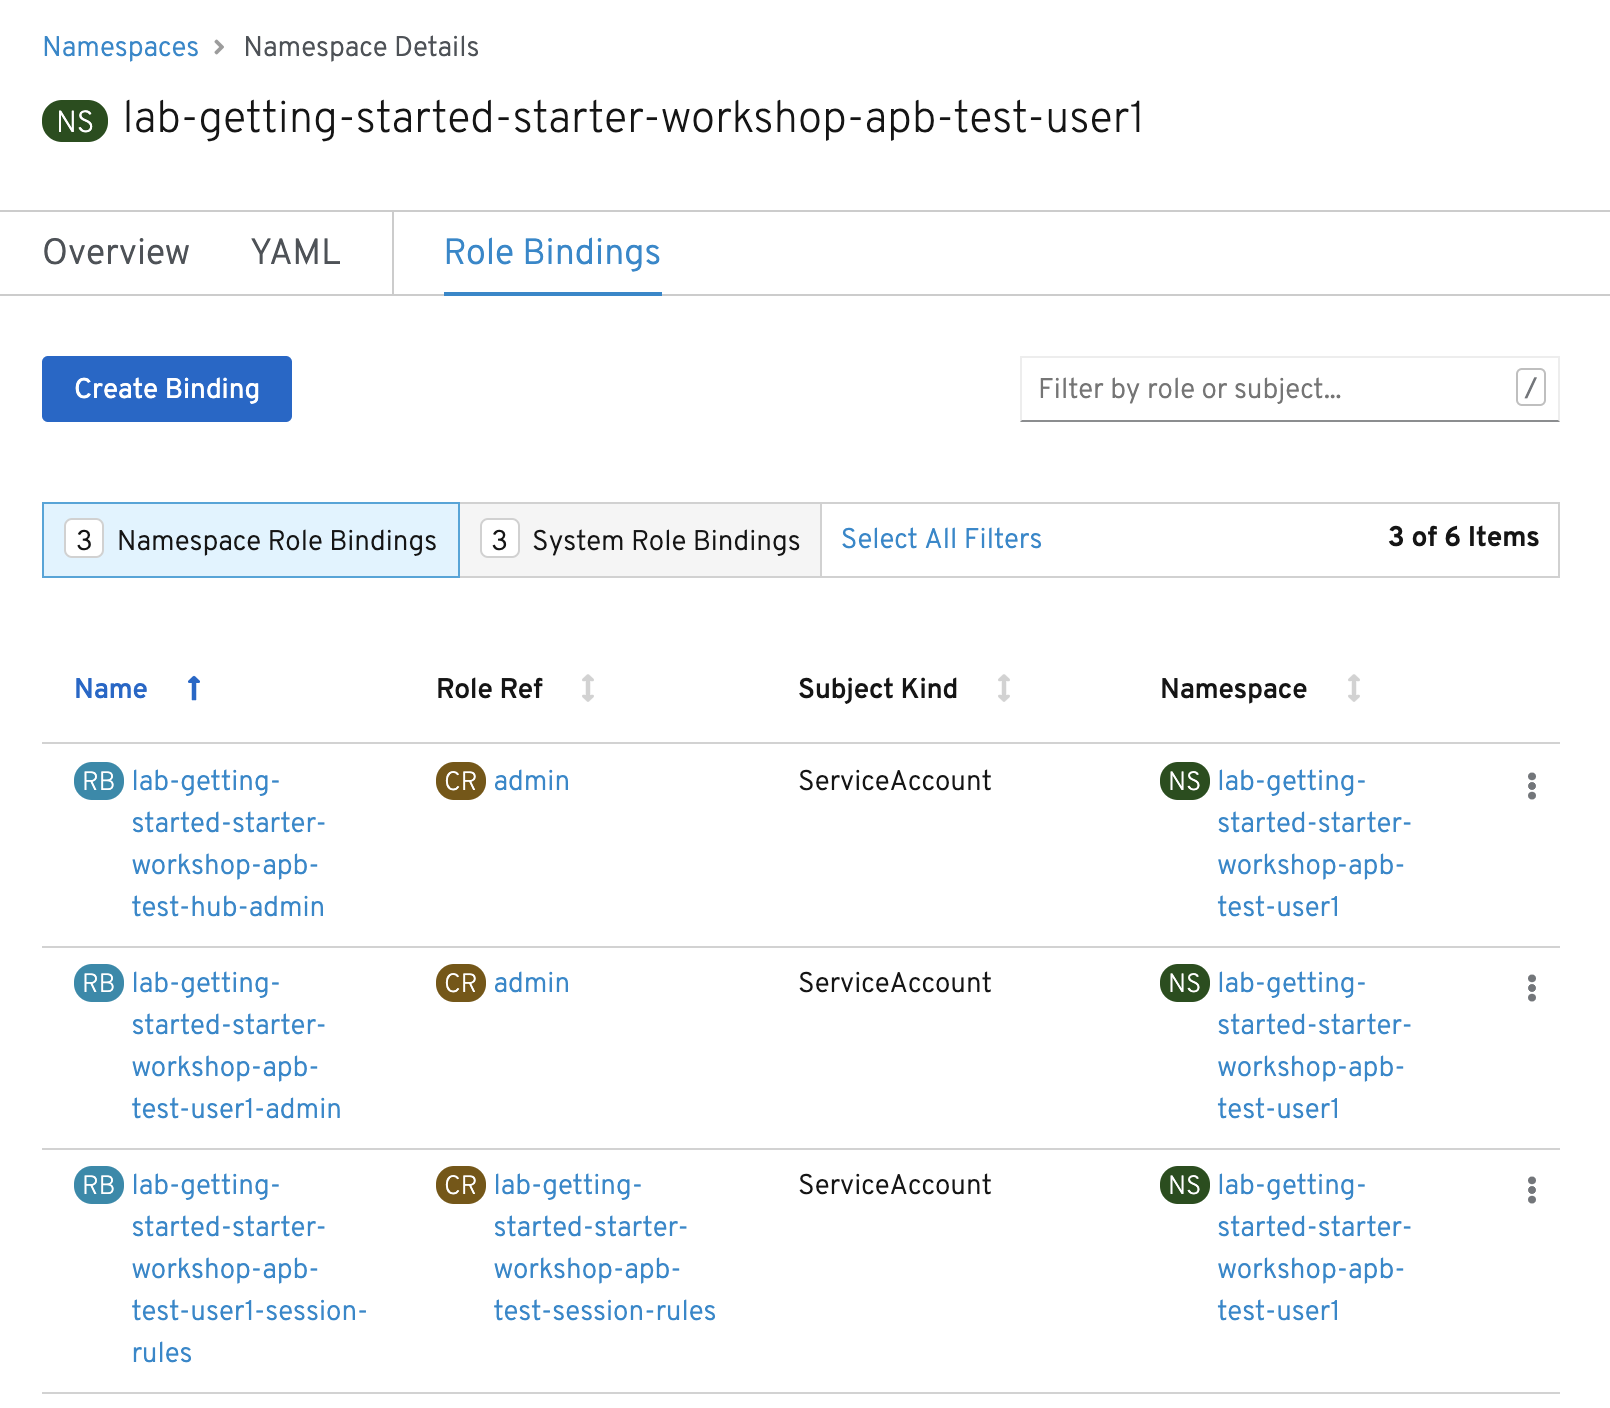 Namespaces > Namespace Details
NS lab-getting-started-starter-workshop-apb-test-user1
Overview YAML Role Bindings
Create Binding Filter by role or subject... /
3 Namespace Role Bindings 3 System Role Bindings Select All Filters 3 of 6 Items
Name Role Ref Subject Kind Namespace
RB lab-getting- CR admin ServiceAccount NS lab-getting-
started-starter- started-starter-
workshop-apb- workshop-apb-
test-hub-admin test-user1
RB lab-getting- CR admin ServiceAccount NS lab-getting-
started-starter- started-starter-
workshop-apb- workshop-apb-
test-user1-admin test-user1
RB lab-getting- CR lab-getting- ServiceAccount NS lab-getting-
started-starter- started-starter- started-starter-
workshop-apb- workshop-apb- workshop-apb-
test-user1-session- test-session-rules test-user1
rules